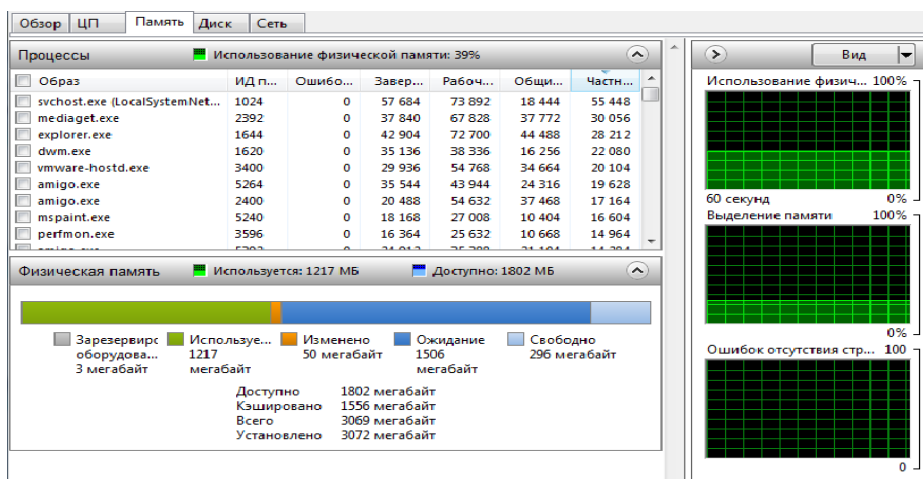 Обзор ЦП Память Диск Сеть
Процессы Использование физической памяти: 39%
Образ ИД п... Ошибо... Завер... Рабоч... Общи... Частн...
svchost.exe (LocalSystemNet... 1024 0 57 684 73 892 18 444 55 448
mediaget.exe 2392 0 37 840 67 828 37 772 30 056
explorer.exe 1644 0 42 904 72 700 44 488 28 212
dwm.exe 1620 0 35 136 38 336 16 256 22 080
vmware-hostd.exe 3400 0 29 936 54 768 34 664 20 104
amigo.exe 5264 0 35 544 43 944 24 316 19 628
amigo.exe 2400 0 20 488 54 632 37 468 17 164
mspaint.exe 5240 0 18 168 27 008 10 404 16 604
perfmon.exe 3596 0 16 364 25 632 10 668 14 964
Физическая память Используется: 1217 МБ Доступно: 1802 МБ
Зарезервирс Используе... Изменено Ожидание Свободно
оборудова... 1217 50 мегабайт 1506 296 мегабайт
3 мегабайт мегабайт мегабайт
Доступно 1802 мегабайт
Кэшировано 1556 мегабайт
Всего 3069 мегабайт
Установлено 3072 мегабайт
Вид
Использование физич... 100%
60 секунд 0%
Выделение памяти 100%
0%
Ошибок отсутствия стр... 100
0